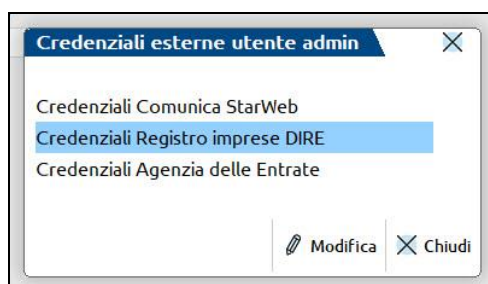 Credenziali esterne utente admin
Credenziali Comunica StarWeb
Credenziali Registro imprese DIRE
Credenziali Agenzia delle Entrate
Modifica Chiudi